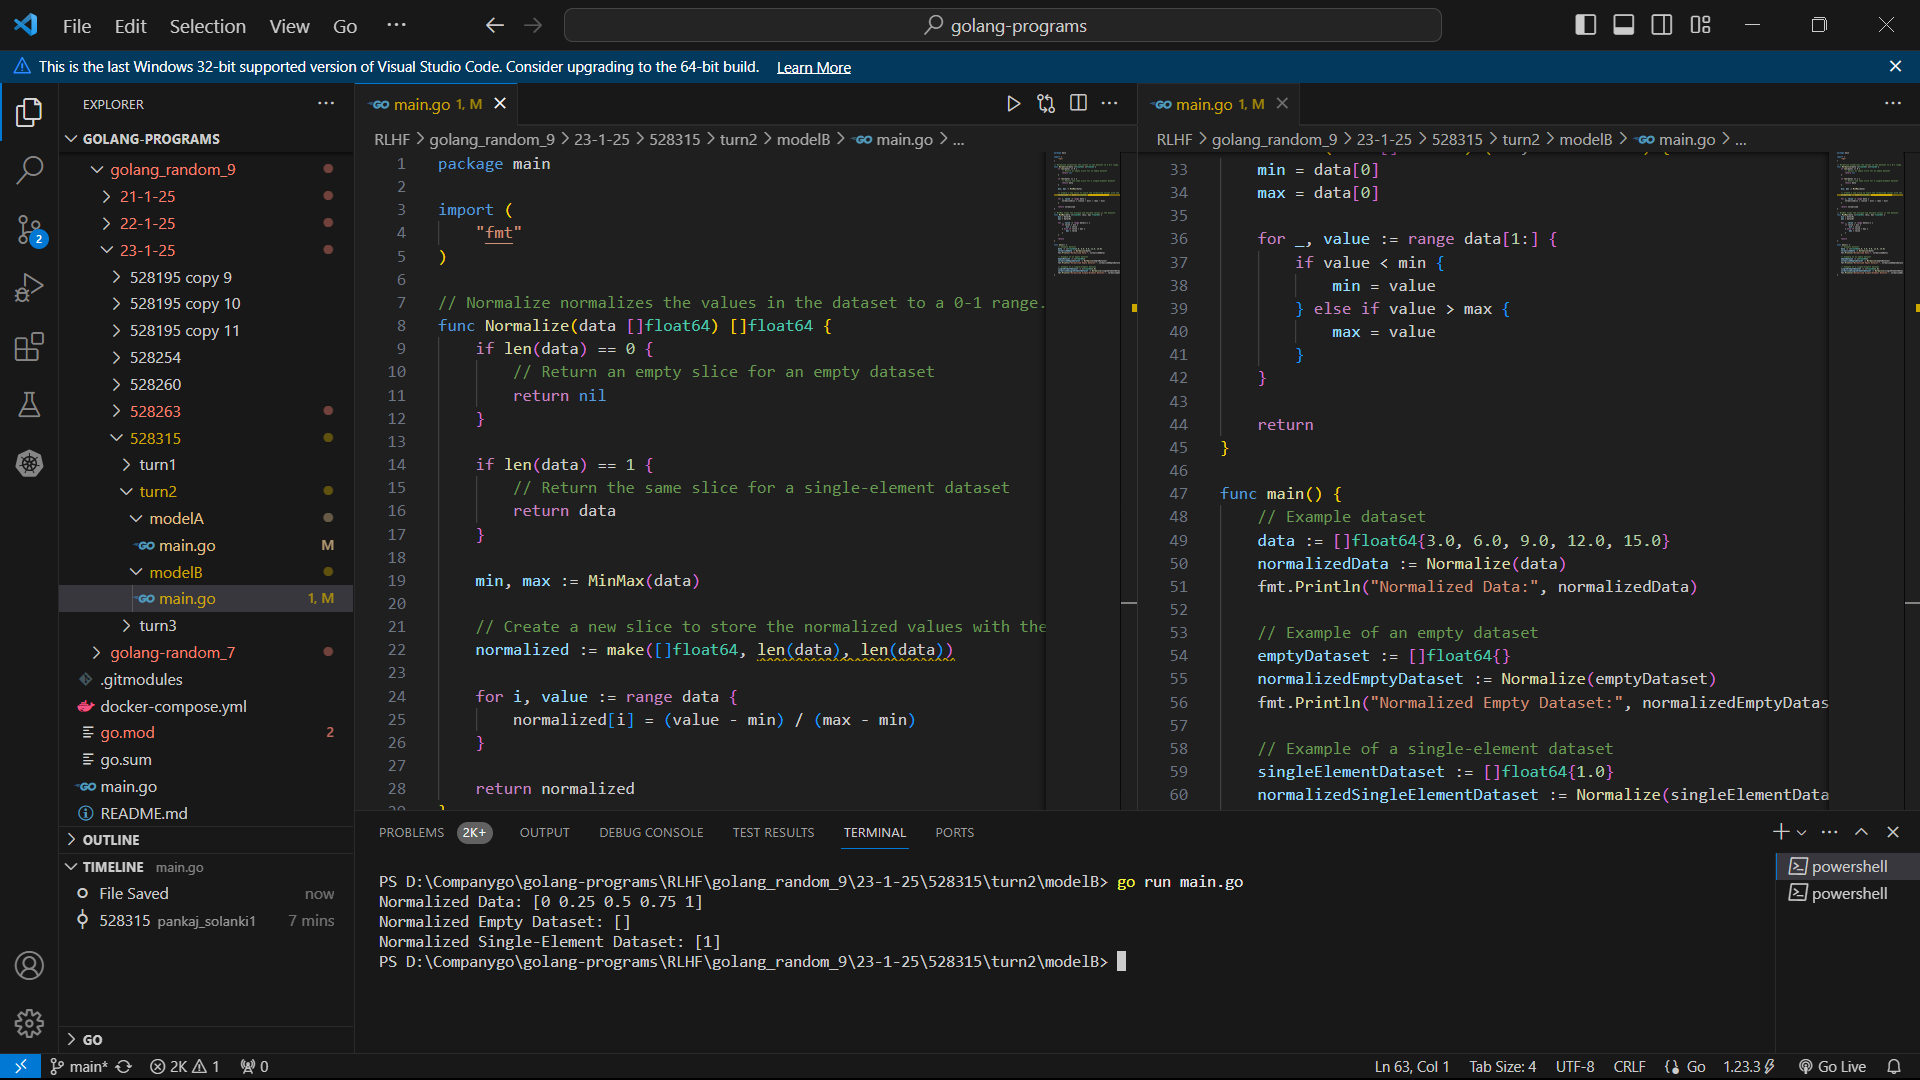 File Edit Selection View Go ···
golang-programs
This is the last Windows 32-bit supported version of Visual Studio Code. Consider upgrading to the 64-bit build. Learn More
EXPLORER ···
GOLANG-PROGRAMS
golang_random_9
21-1-25
22-1-25
23-1-25
528195 copy 9
528195 copy 10
528195 copy 11
528254
528260
528263
528315
turn1
turn2
modelA
GO main.go M
modelB
GO main.go 1, M
turn3
golang-random_7
.gitmodules
docker-compose.yml
go.mod 2
go.sum
GO main.go
README.md
OUTLINE
TIMELINE main.go
File Saved now
528315 pankaj_solanki1 7 mins
GO
GO main.go 1, M
RLHF > golang_random_9 > 23-1-25 > 528315 > turn2 > modelB > GO main.go > ...
1 package main
2
3 import (
4 "fmt"
5 )
6
7 // Normalize normalizes the values in the dataset to a 0-1 range.
8 func Normalize(data []float64) []float64 {
9 if len(data) == 0 {
10 // Return an empty slice for an empty dataset
11 return nil
12 }
13
14 if len(data) == 1 {
15 // Return the same slice for a single-element dataset
16 return data
17 }
18
19 min, max := MinMax(data)
20
21 // Create a new slice to store the normalized values with the
22 normalized := make([]float64, len(data), len(data))
23
24 for i, value := range data {
25 normalized[i] = (value - min) / (max - min)
26 }
27
28 return normalized
29 }
GO main.go 1, M
RLHF > golang_random_9 > 23-1-25 > 528315 > turn2 > modelB > GO main.go > ...
33 min = data[0]
34 max = data[0]
35
36 for _, value := range data[1:] {
37 if value < min {
38 min = value
39 } else if value > max {
40 max = value
41 }
42 }
43
44 return
45 }
46
47 func main() {
48 // Example dataset
49 data := []float64{3.0, 6.0, 9.0, 12.0, 15.0}
50 normalizedData := Normalize(data)
51 fmt.Println("Normalized Data:", normalizedData)
52
53 // Example of an empty dataset
54 emptyDataset := []float64{}
55 normalizedEmptyDataset := Normalize(emptyDataset)
56 fmt.Println("Normalized Empty Dataset:", normalizedEmptyDatas
57
58 // Example of a single-element dataset
59 singleElementDataset := []float64{1.0}
60 normalizedSingleElementDataset := Normalize(singleElementData
PROBLEMS 2K+ OUTPUT DEBUG CONSOLE TEST RESULTS TERMINAL PORTS
PS D:\Companygo\golang-programs\RLHF\golang_random_9\23-1-25\528315\turn2\modelB> go run main.go
Normalized Data: [0 0.25 0.5 0.75 1]
Normalized Empty Dataset: []
Normalized Single-Element Dataset: [1]
PS D:\Companygo\golang-programs\RLHF\golang_random_9\23-1-25\528315\turn2\modelB>
powershell
powershell
2
main* 2K 1 0
Ln 63, Col 1 Tab Size: 4 UTF-8 CRLF Go 1.23.3 Go Live